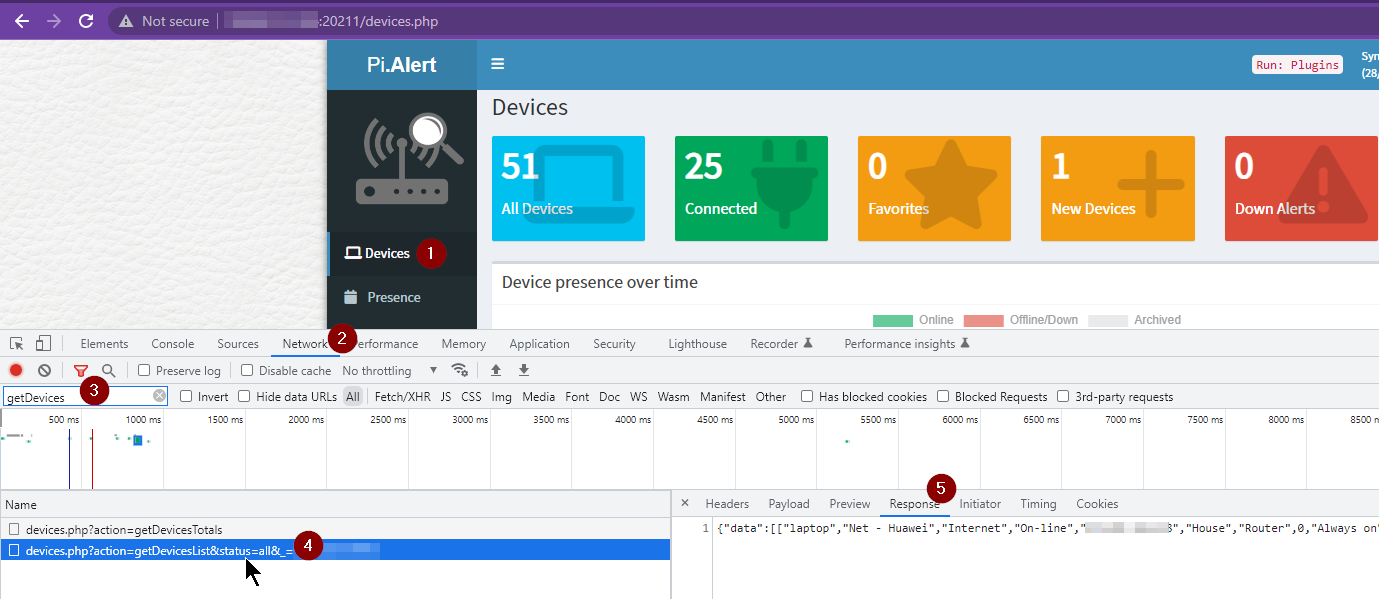 Not secure :20211/devices.php
Pi.Alert
Run: Plugins
Syn
(28/
Devices
51
All Devices
25
Connected
0
Favorites
1
New Devices
0
Down Alerts
Devices 1
Presence
Device presence over time
Online Offline/Down Archived
Elements Console Sources Network 2 erformance Memory Application Security Lighthouse Recorder Performance insights
Preserve log Disable cache No throttling
getDevices 3 Invert Hide data URLs All Fetch/XHR JS CSS Img Media Font Doc WS Wasm Manifest Other Has blocked cookies Blocked Requests 3rd-party requests
500 ms 1000 ms 1500 ms 2000 ms 2500 ms 3000 ms 3500 ms 4000 ms 4500 ms 5000 ms 5500 ms 6000 ms 6500 ms 7000 ms 7500 ms 8000 ms 8500 m
Name
devices.php?action=getDevicesTotals
devices.php?action=getDevicesList&status=all&_= 4
× Headers Payload Preview Response 5 Initiator Timing Cookies
1 {"data":[["laptop","Net - Huawei","Internet","On-line"," ","House","Router",0,"Always on"